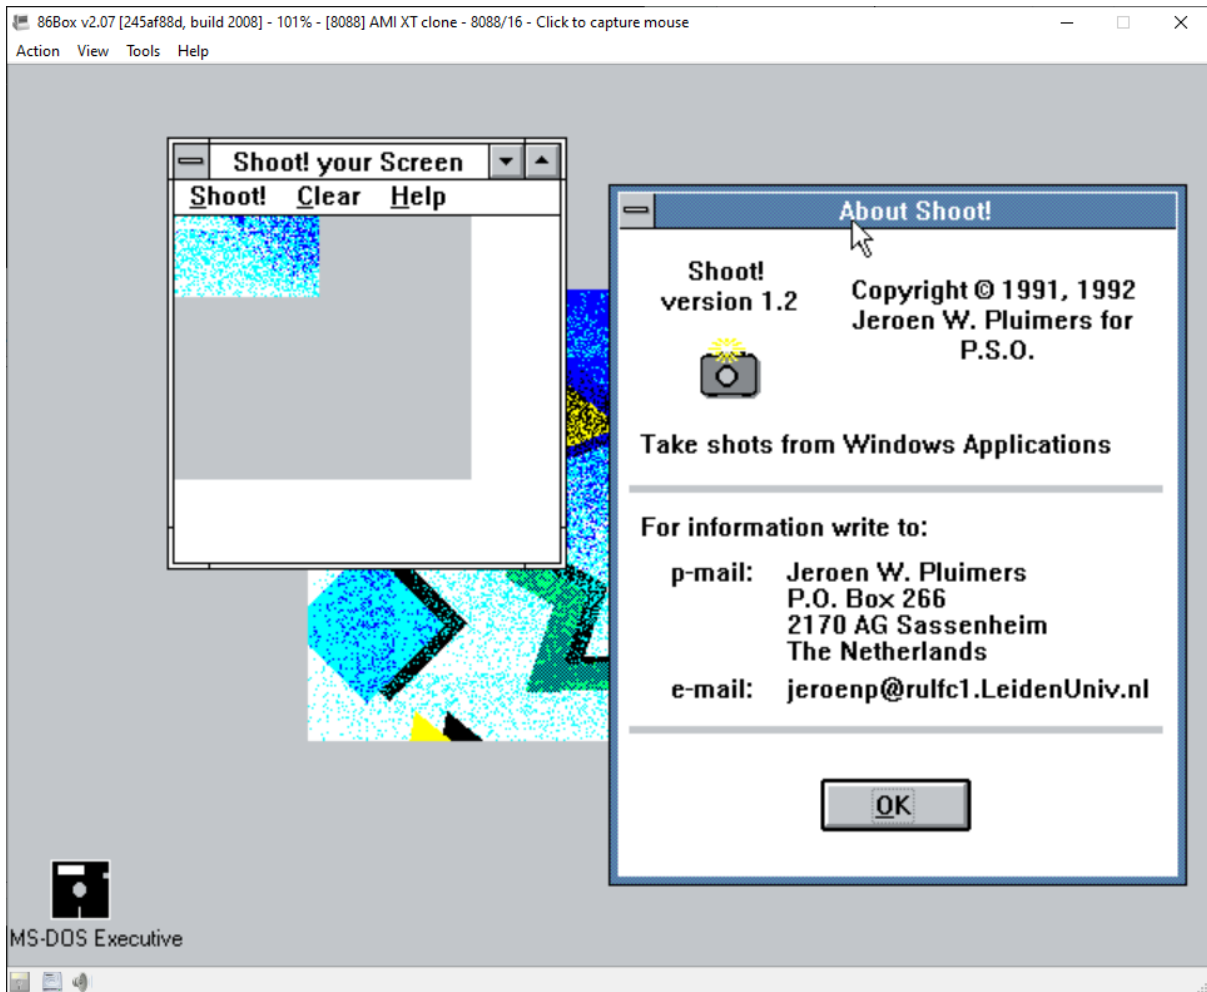 86Box v2.07 [245af88d, build 2008] - 101% - [8088] AMI XT clone - 8088/16 - Click to capture mouse
Action View Tools Help
Shoot! your Screen
Shoot! Clear Help
About Shoot!
Shoot!
version 1.2
Copyright © 1991, 1992
Jeroen W. Pluimers for
P.S.O.
Take shots from Windows Applications
For information write to:
p-mail: Jeroen W. Pluimers
P.O. Box 266
2170 AG Sassenheim
The Netherlands
e-mail: jeroenp@rulfc1.LeidenUniv.nl
OK
MS-DOS Executive